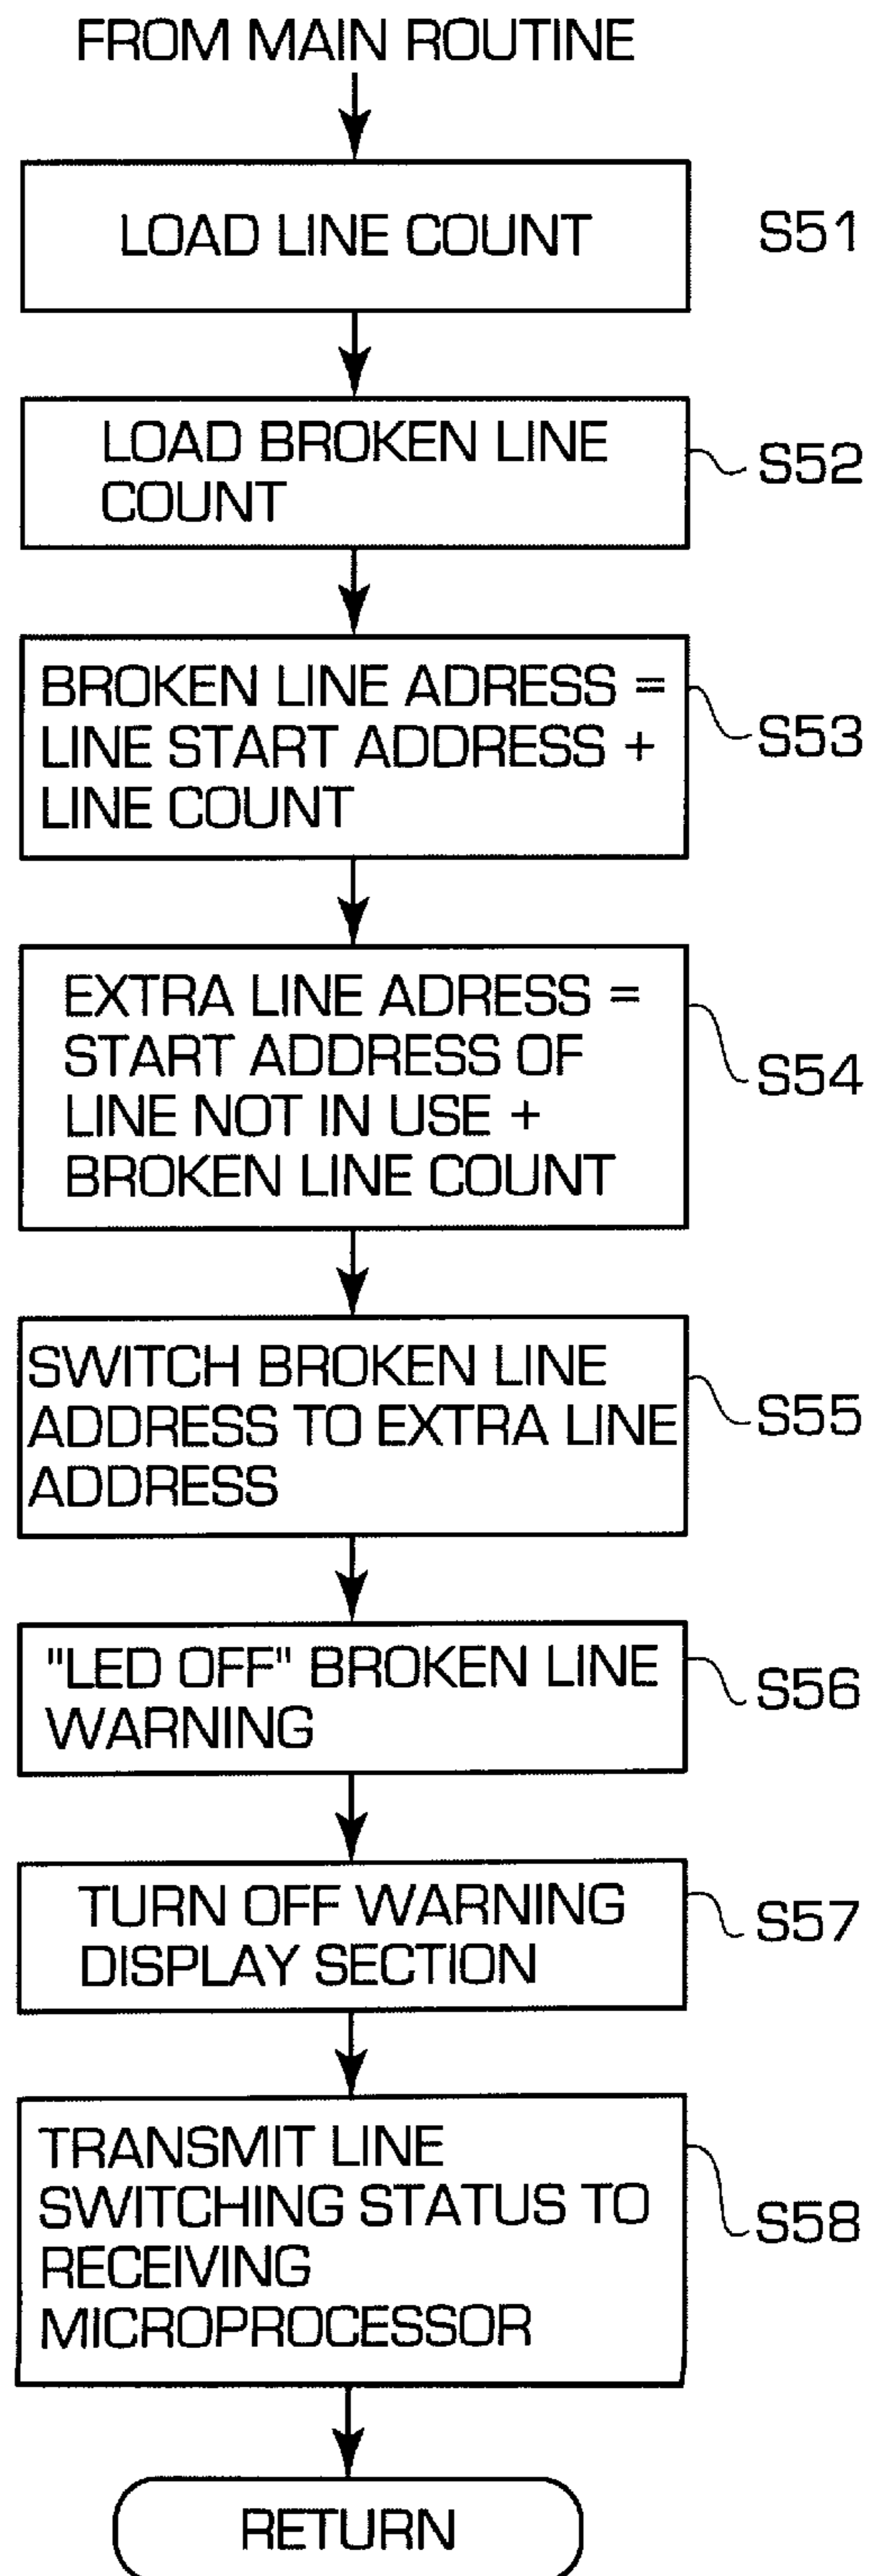 FROM MAIN ROUTINE
LOAD LINE COUNT
S51
LOAD BROKEN LINE
COUNT
S52
BROKEN LINE ADRESS =
LINE START ADDRESS +
LINE COUNT
S53
EXTRA LINE ADRESS =
START ADDRESS OF
LINE NOT IN USE +
BROKEN LINE COUNT
S54
SWITCH BROKEN LINE
ADDRESS TO EXTRA LINE
ADDRESS
S55
"LED OFF" BROKEN LINE
WARNING
S56
TURN OFF WARNING
DISPLAY SECTION
S57
TRANSMIT LINE
SWITCHING STATUS TO
RECEIVING
MICROPROCESSOR
S58
RETURN